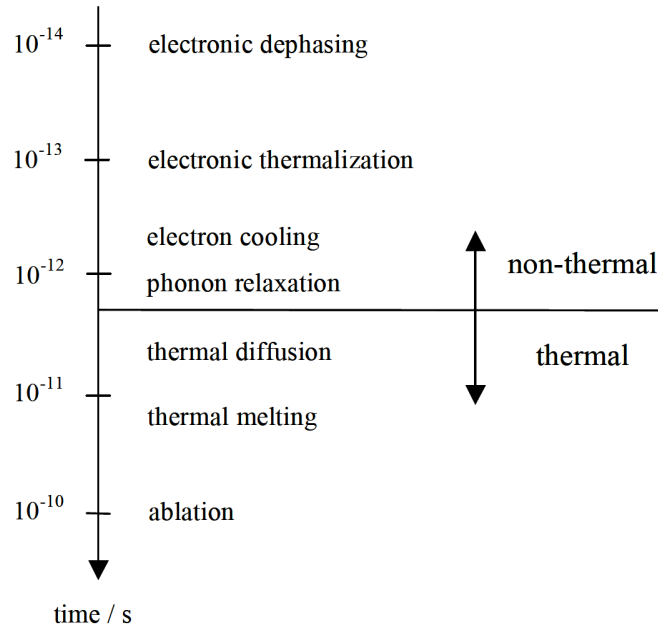 10⁻¹⁴ electronic dephasing
10⁻¹³ electronic thermalization
electron cooling
non-thermal
10⁻¹² phonon relaxation
thermal diffusion
thermal
10⁻¹¹ thermal melting
10⁻¹⁰ ablation
time / s